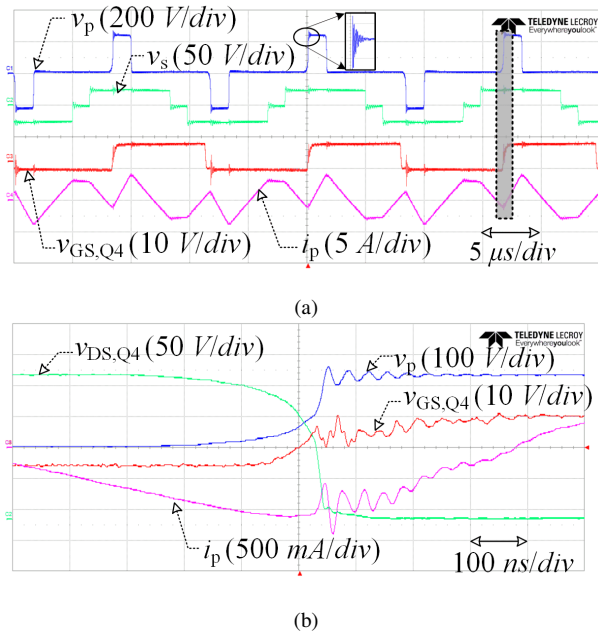 TELEDYNE LECROY
Everywhereyoulook™
vp (200 V/div)
vs (50 V/div)
vGS,Q4 (10 V/div)
ip (5 A/div)
5 μs/div
(a)
TELEDYNE LECROY
Everywhereyoulook™
vDS,Q4 (50 V/div)
vp (100 V/div)
vGS,Q4 (10 V/div)
ip (500 mA/div)
100 ns/div
(b)